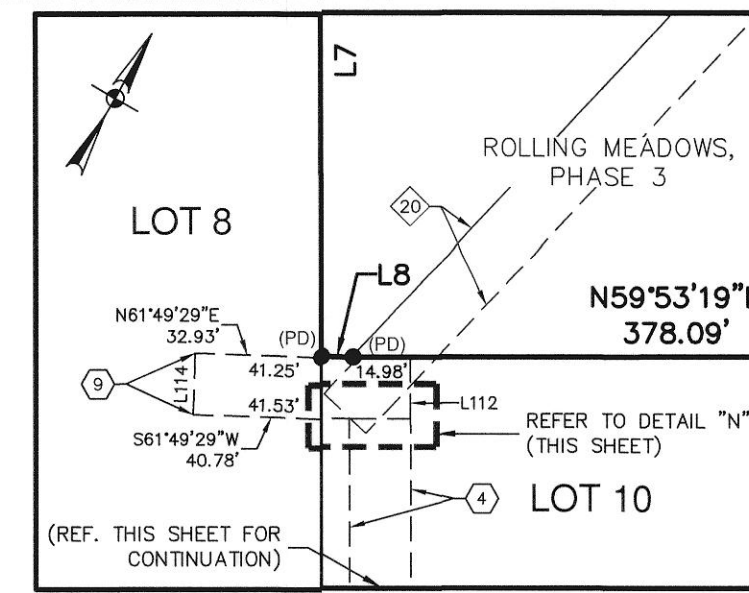 L7
ROLLING MEADOWS,
PHASE 3
20
LOT 8
L8
N59°53'19"
378.09'
N61°49'29"E
32.93'
(PD)
(PD)
41.25'
14.98'
9
L114
41.53'
L112
S61°49'29"W
40.78'
REFER TO DETAIL "N"
(THIS SHEET)
4
LOT 10
(REF. THIS SHEET FOR
CONTINUATION)